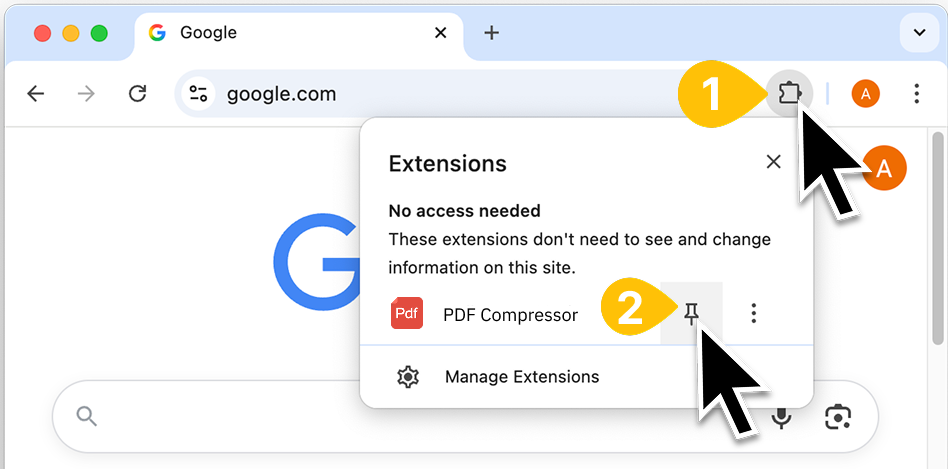 Google
google.com
1
A
Extensions
A
No access needed
These extensions don't need to see and change
information on this site.
G
Pdf
PDF Compressor
2
Manage Extensions